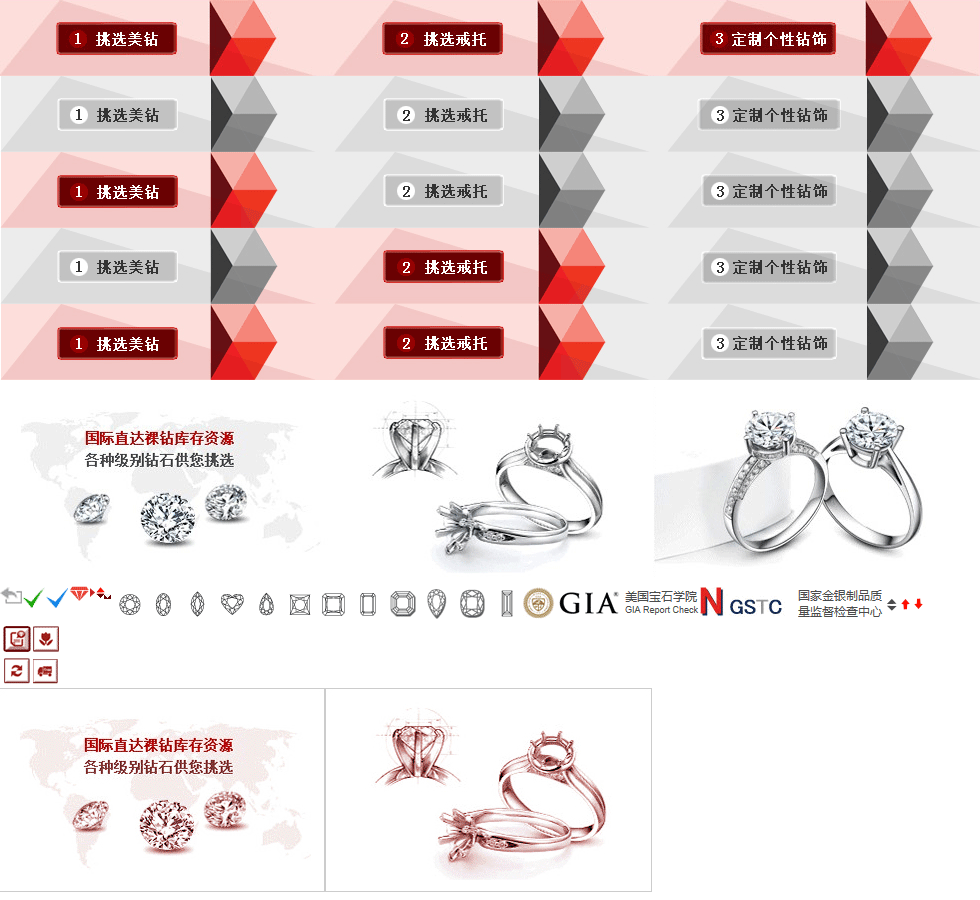 1 挑选美钻
2 挑选戒托
3 定制个性钻饰
1 挑选美钻
2 挑选戒托
3 定制个性钻饰
1 挑选美钻
2 挑选戒托
3 定制个性钻饰
1 挑选美钻
2 挑选戒托
3 定制个性钻饰
1 挑选美钻
2 挑选戒托
3 定制个性钻饰
国际直达裸钻库存资源
各种级别钻石供您挑选
GIA®
美国宝石学院
GIA Report Check
N GSTC
国家金银制品质
量监督检查中心
国际直达裸钻库存资源
各种级别钻石供您挑选